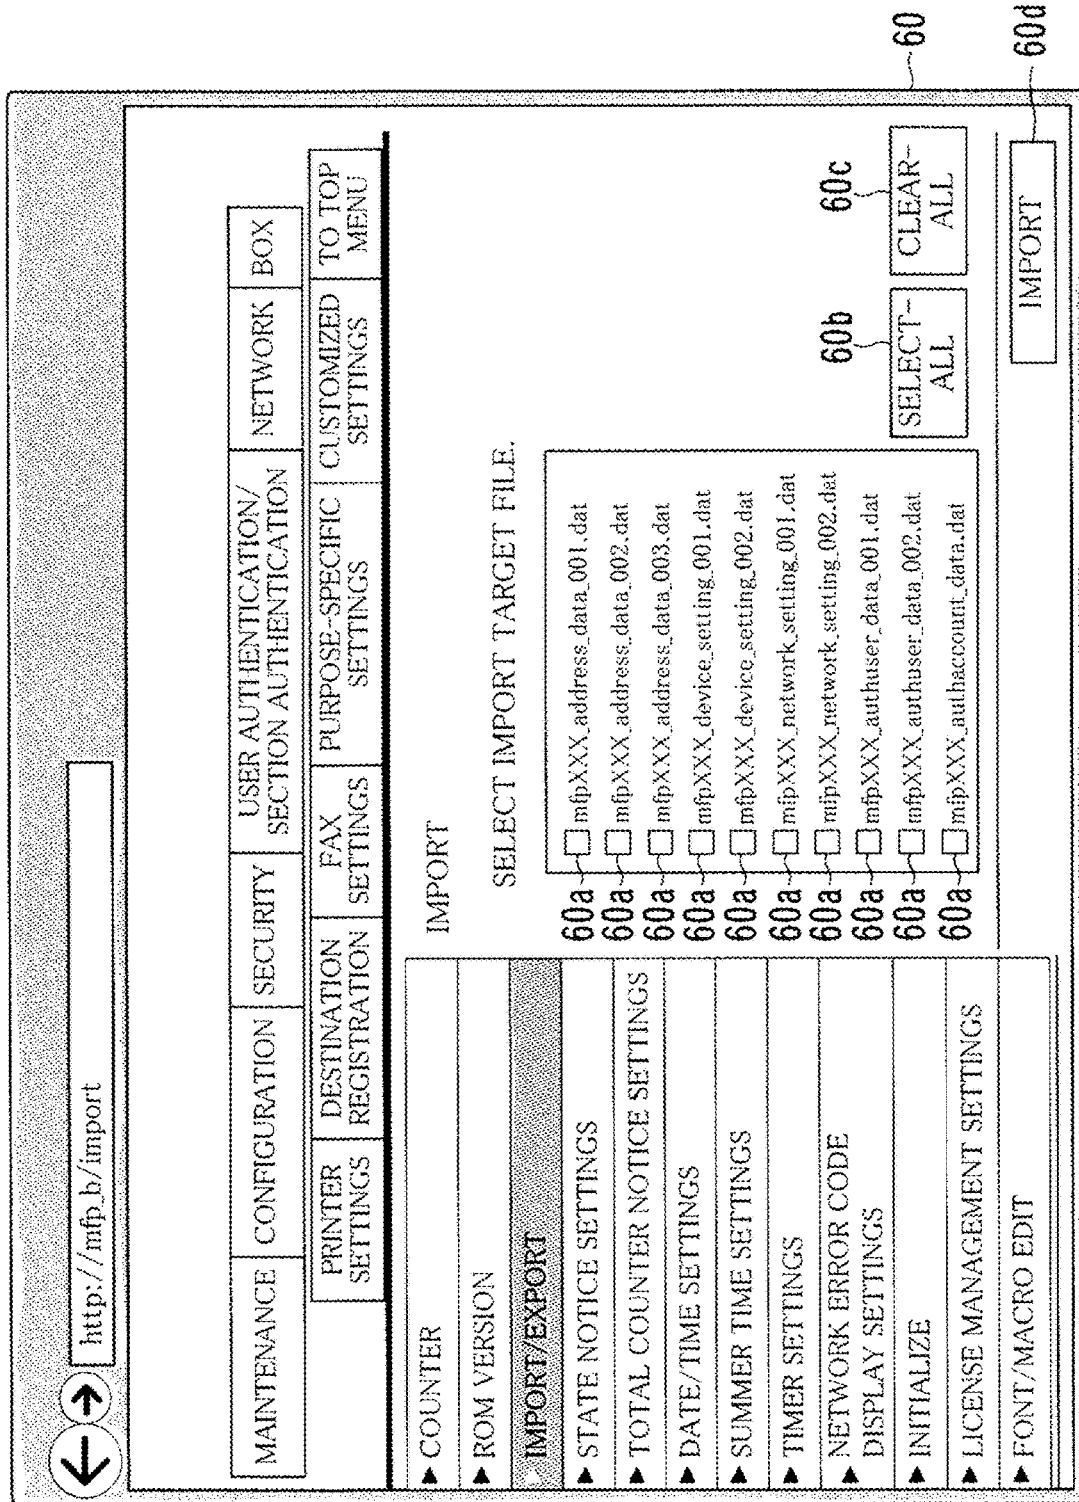 http://mfp_b/import
MAINTENANCE
CONFIGURATION
SECURITY
USER AUTHENTICATION/
SECTION AUTHENTICATION
NETWORK
BOX
PRINTER
SETTINGS
DESTINATION
REGISTRATION
FAX
SETTINGS
PURPOSE-SPECIFIC
SETTINGS
CUSTOMIZED
SETTINGS
TO TOP
MENU
COUNTER
ROM VERSION
IMPORT/EXPORT
STATE NOTICE SETTINGS
TOTAL COUNTER NOTICE SETTINGS
DATE/TIME SETTINGS
SUMMER TIME SETTINGS
TIMER SETTINGS
NETWORK ERROR CODE
DISPLAY SETTINGS
INITIALIZE
LICENSE MANAGEMENT SETTINGS
FONT/MACRO EDIT
IMPORT
SELECT IMPORT TARGET FILE.
60a mfpXXX_address_data_001.dat
60a mfpXXX_address_data_002.dat
60a mfpXXX_address_data_003.dat
60a mfpXXX_device_setting_001.dat
60a mfpXXX_device_setting_002.dat
60a mfpXXX_network_setting_001.dat
60a mfpXXX_network_setting_002.dat
60a mfpXXX_authuser_data_001.dat
60a mfpXXX_authuser_data_002.dat
60a mfpXXX_authaccount_data.dat
60b
SELECT-
ALL
60c
CLEAR-
ALL
60
IMPORT
60d